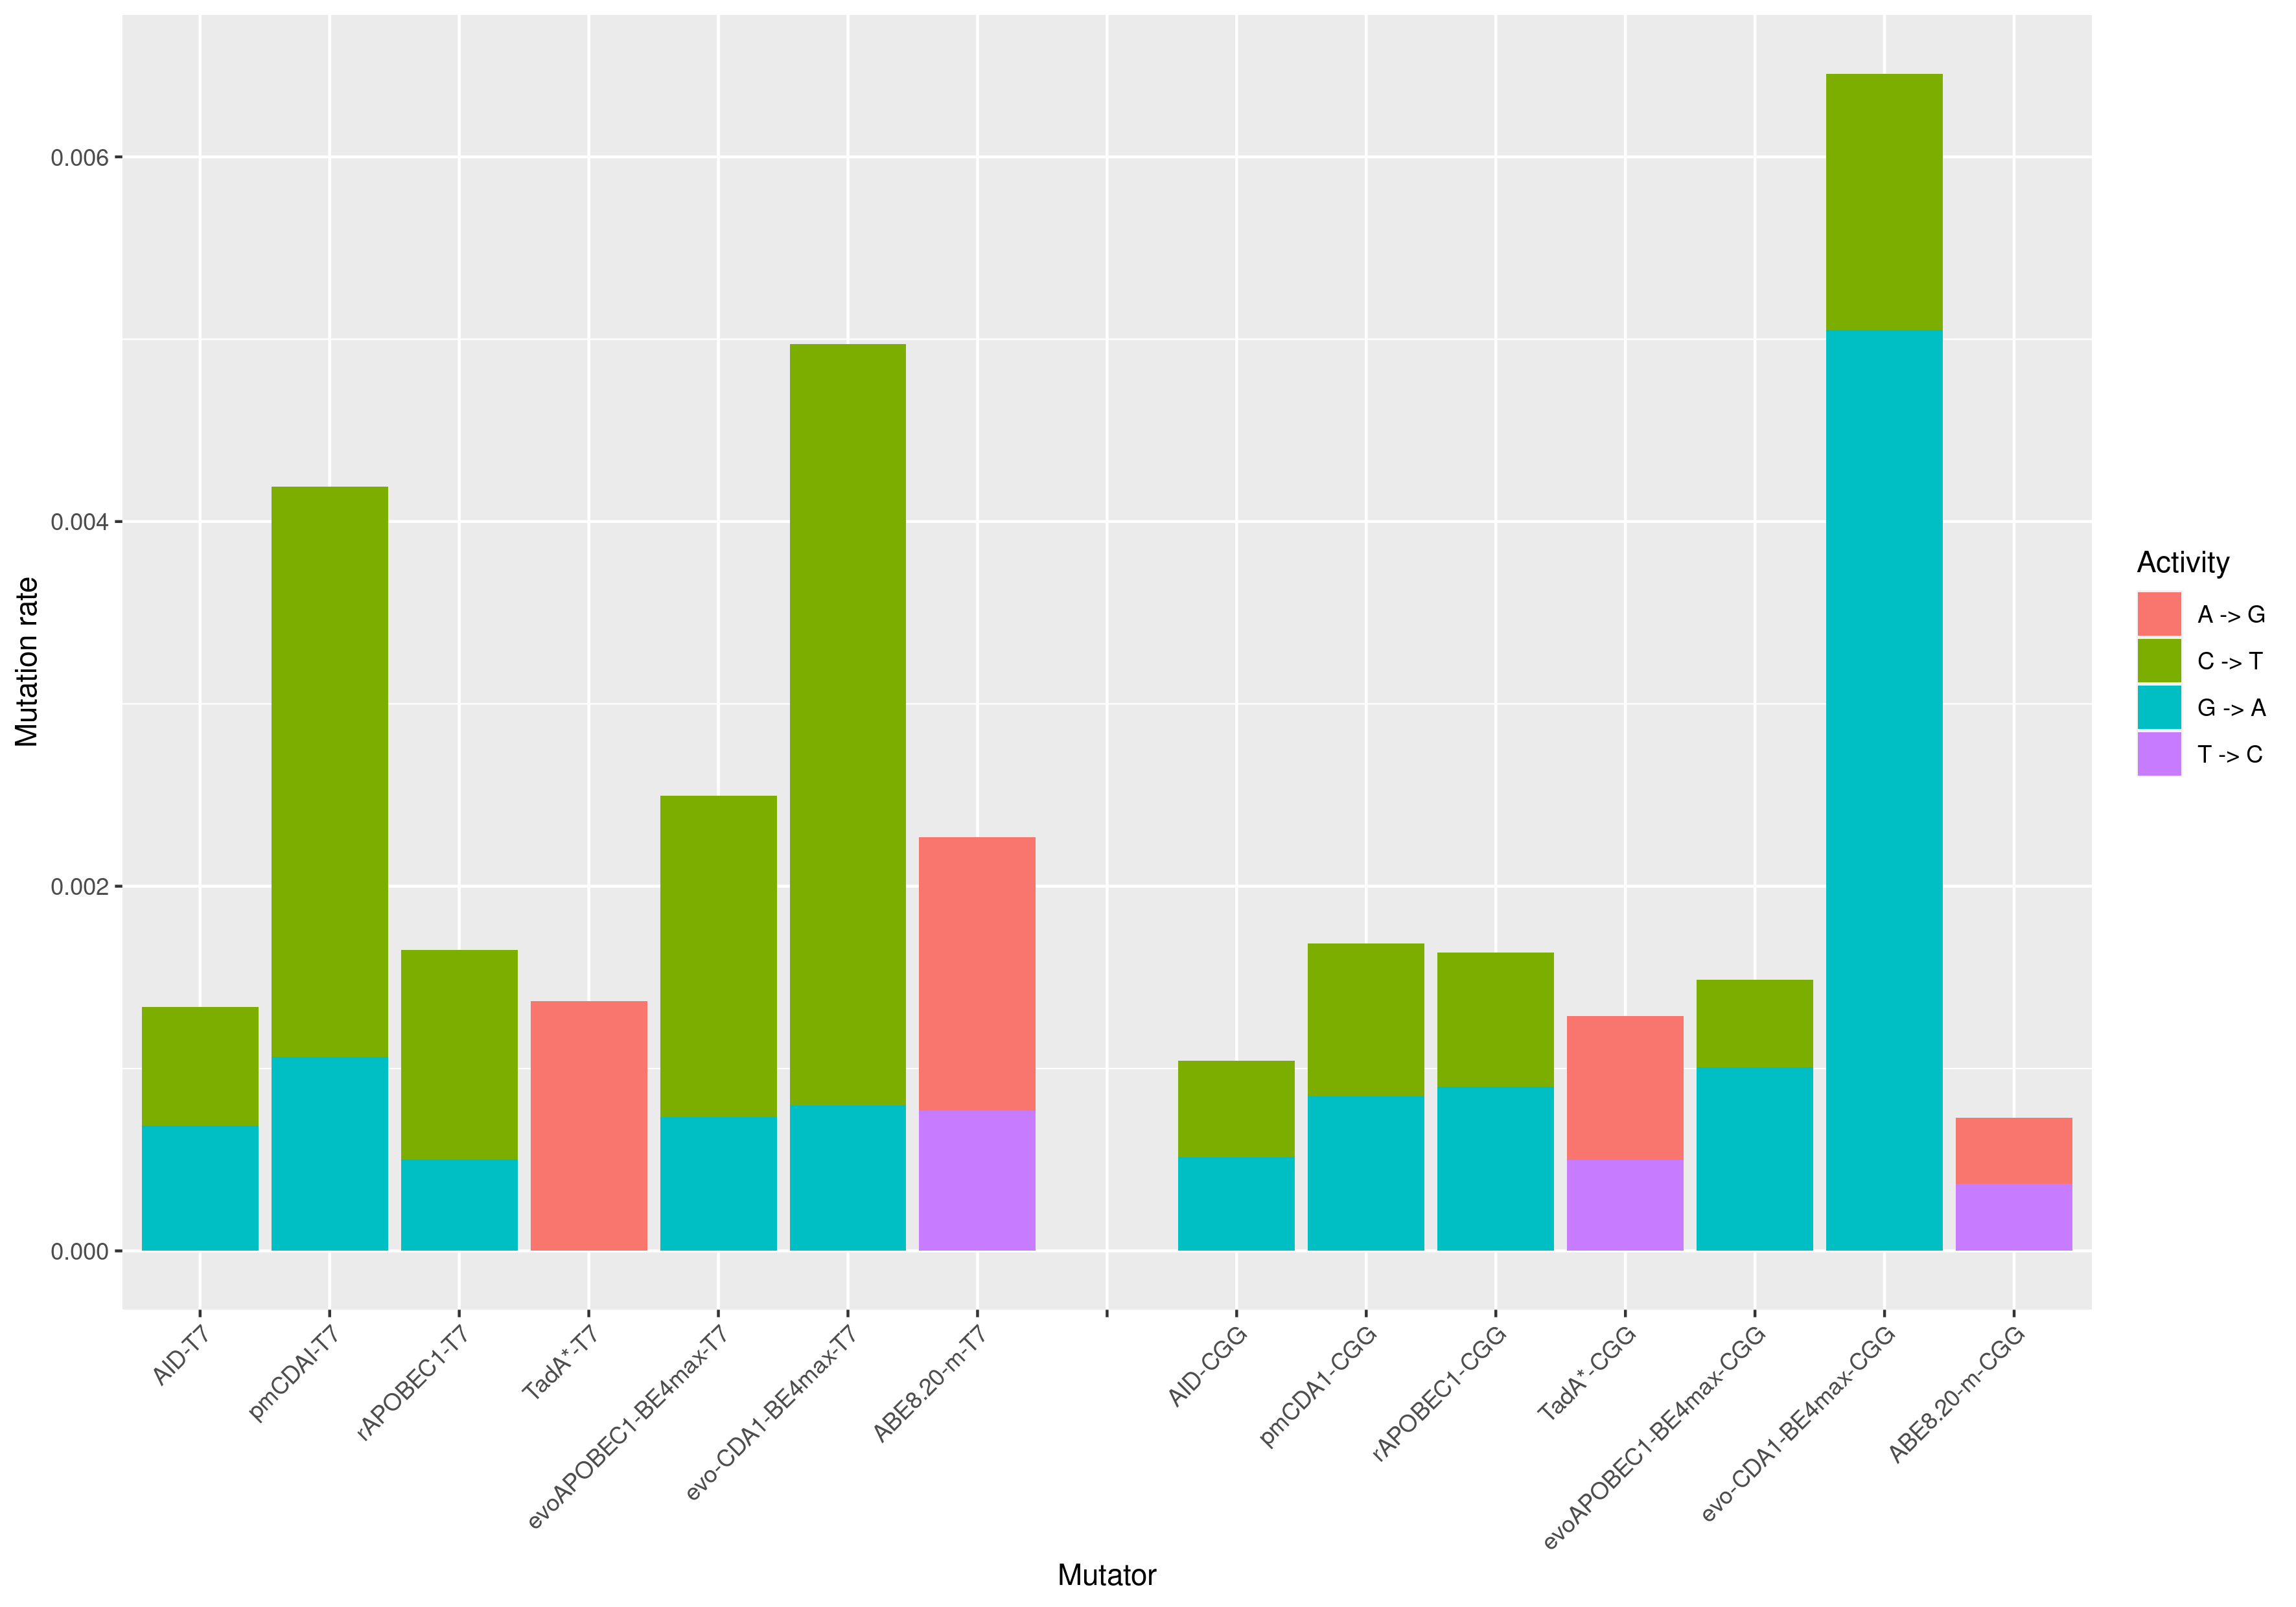 0.006
0.004
0.002
0.000
Mutation rate
AID-T7
pmCDAI-T7
rAPOBEC1-T7
TadA*-T7
evoAPOBEC1-BE4max-T7
evo-CDA1-BE4max-T7
ABE8.20-m-T7
AID-CGG
pmCDA1-CGG
rAPOBEC1-CGG
TadA*-CGG
evoAPOBEC1-BE4max-CGG
evo-CDA1-BE4max-CGG
ABE8.20-m-CGG
Mutator
Activity
A -> G
C -> T
G -> A
T -> C